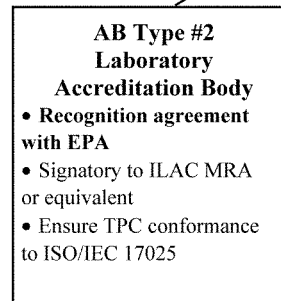 AB Type #2
Laboratory
Accreditation Body
• Recognition agreement
with EPA
• Signatory to ILAC MRA
or equivalent
• Ensure TPC conformance
to ISO/IEC 17025